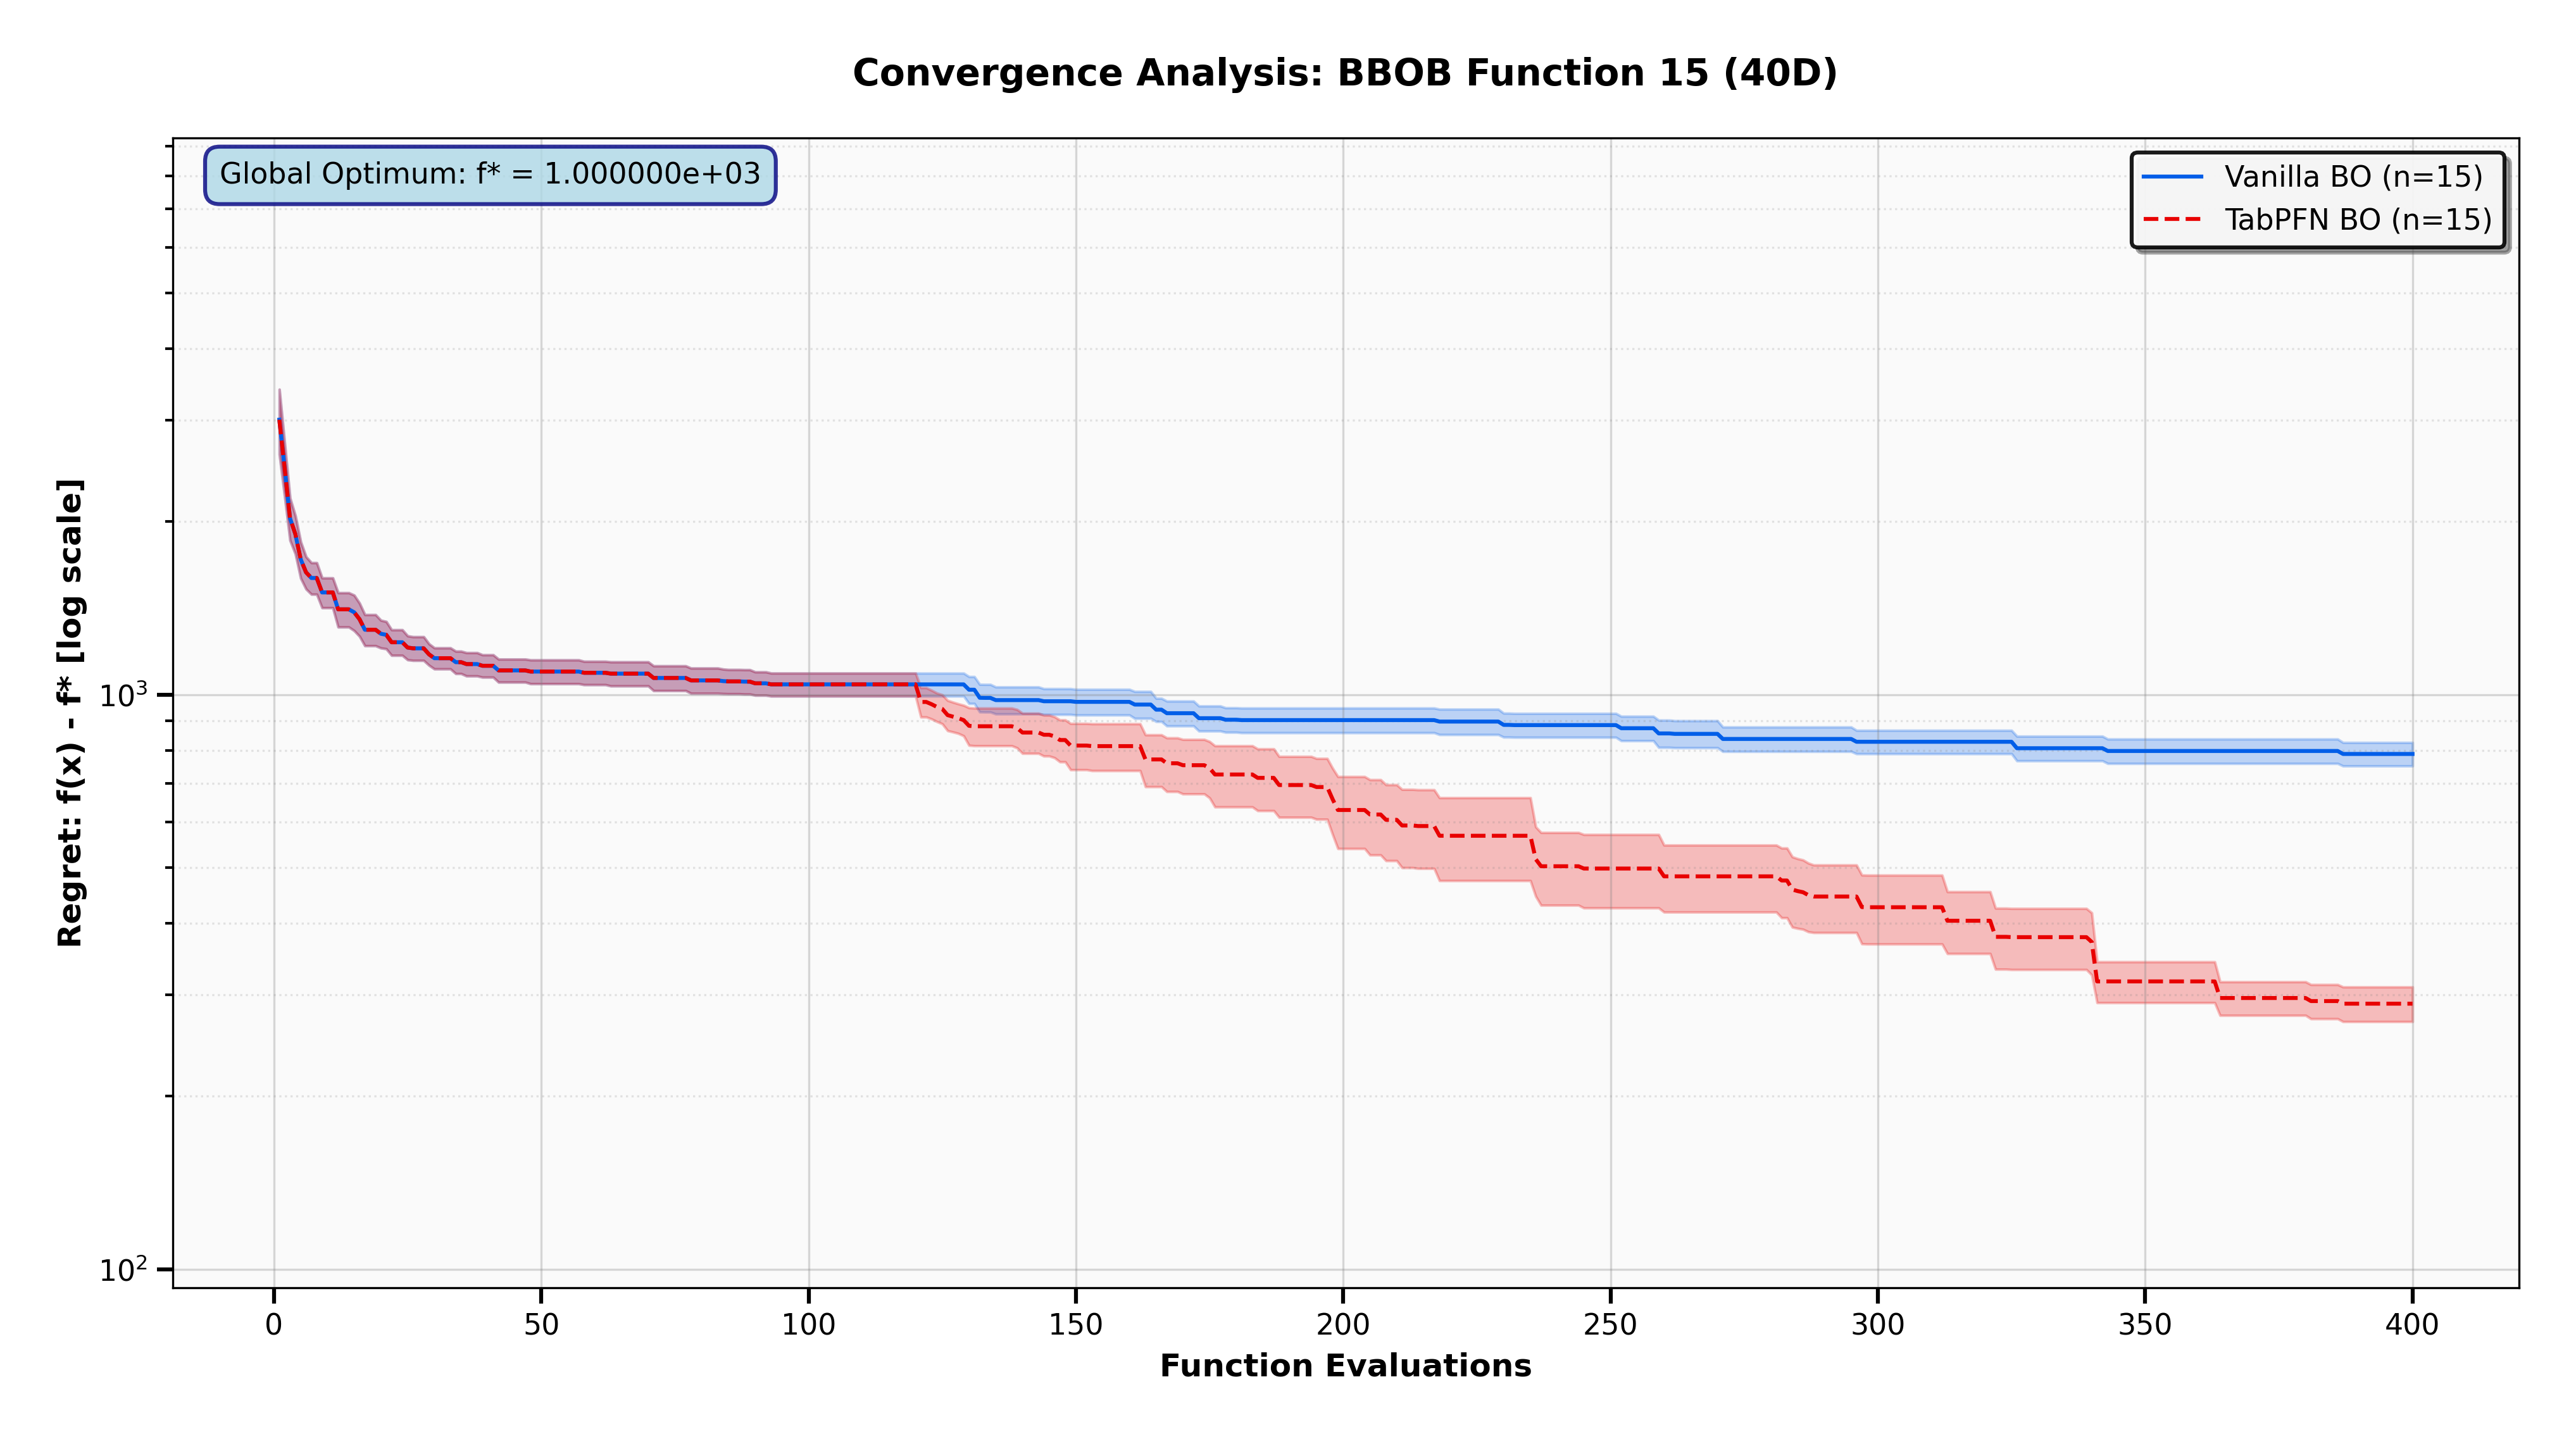 Convergence Analysis: BBOB Function 15 (40D)
Global Optimum: f* = 1.000000e+03
Vanilla BO (n=15)
TabPFN BO (n=15)
Regret: f(x) - f* [log scale]
10³
10²
0 50 100 150 200 250 300 350 400
Function Evaluations